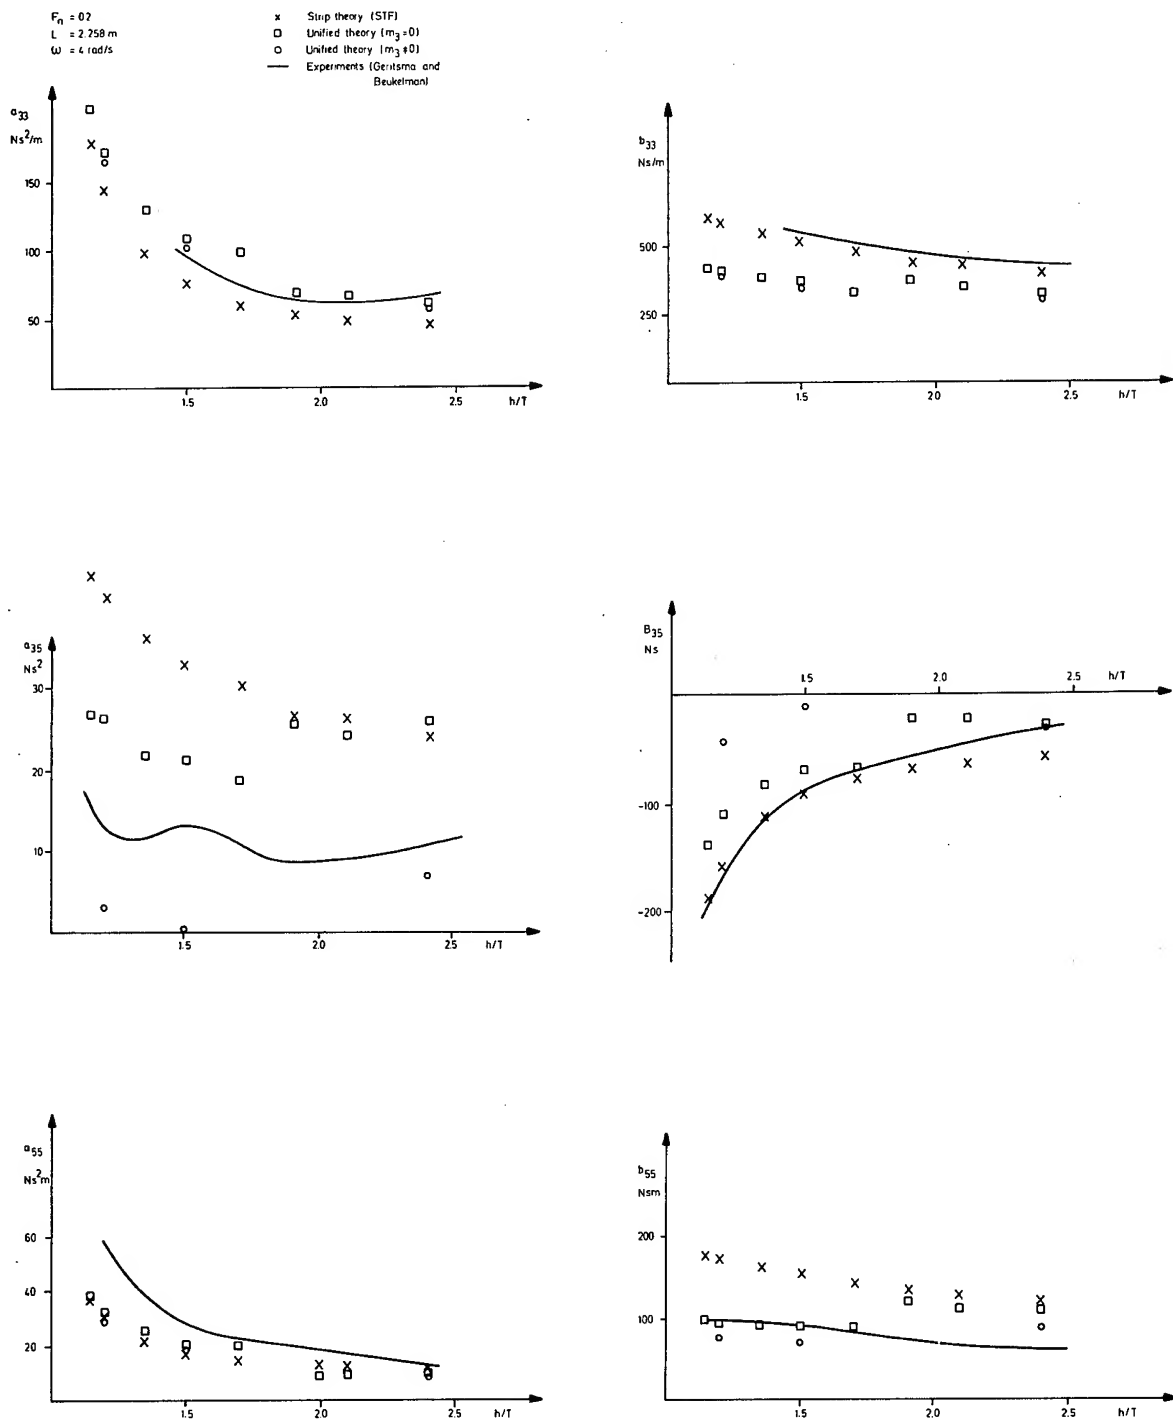 Fn = 02
L = 2.258 m
ω = 4 rad/s
x Strip theory (STF)
□ Unified theory (m3=0)
○ Unified theory (m3≠0)
— Experiments (Gerritsma and
Beukelman)
a33
Ns²/m
150
100
50
1.5 2.0 2.5 h/T
b33
Ns/m
500
250
1.5 2.0 2.5 h/T
a35
Ns²
30
20
10
1.5 2.0 2.5 h/T
B35
Ns
1.5 2.0 2.5 h/T
-100
-200
a55
Ns²m
60
40
20
1.5 2.0 2.5 h/T
b55
Nsm
200
100
1.5 2.0 2.5 h/T